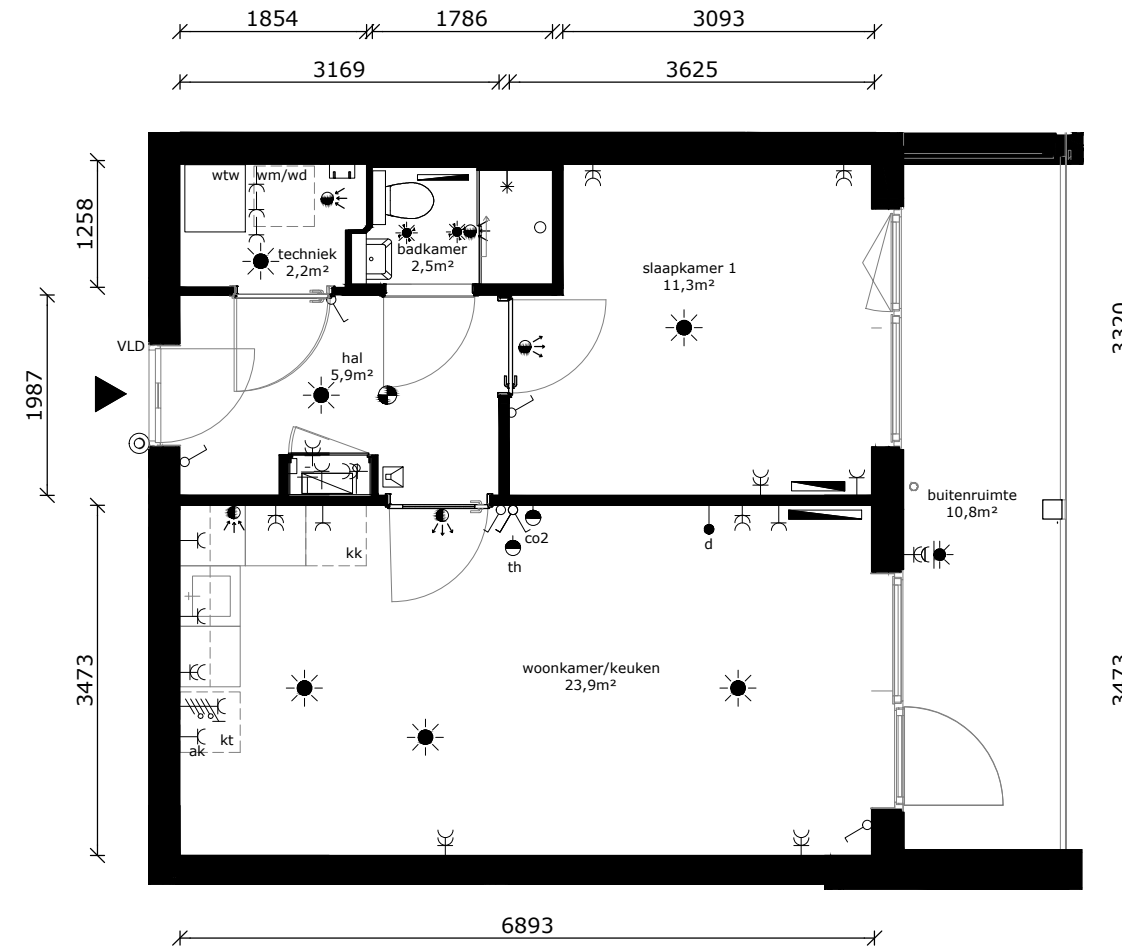 1854 1786 3093
3169 3625
1258
1987
3473
3320
3473
wtw wm/wd
techniek
2,2m²
badkamer
2,5m²
slaapkamer 1
11,3m²
VLD
hal
5,9m²
buitenruimte
10,8m²
kk
co2
th
d
woonkamer/keuken
23,9m²
kt
ak
6893